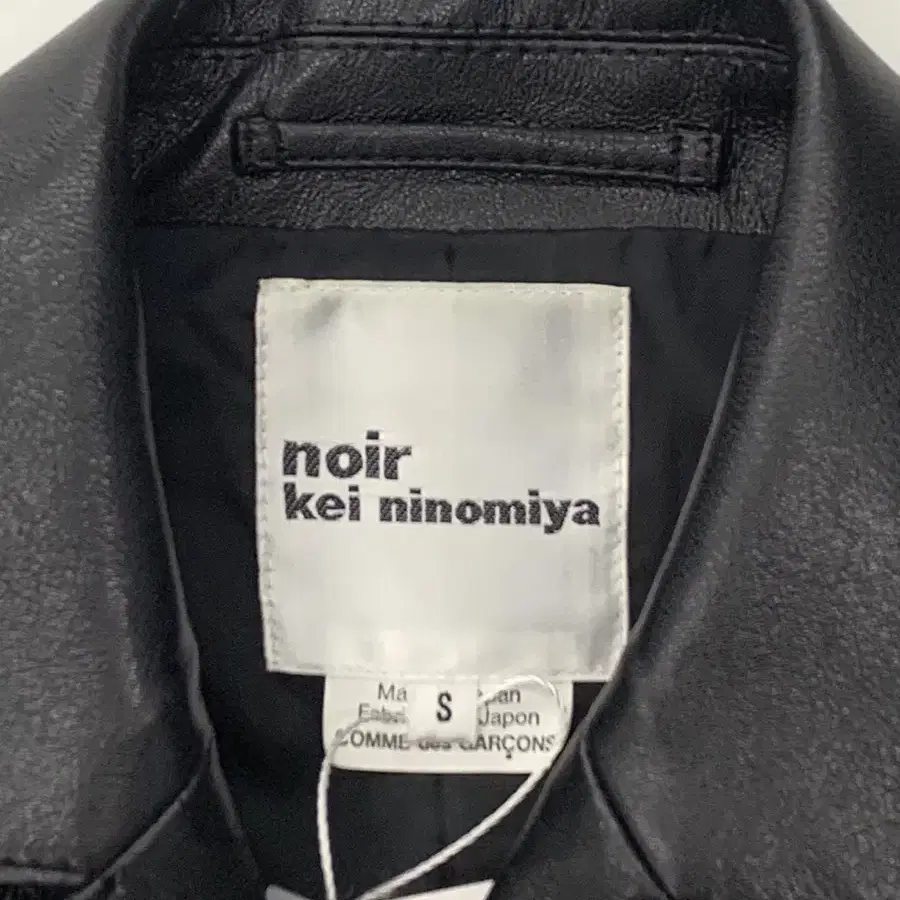 noir
kei ninomiya
S
Japon
COMME des GARÇONS